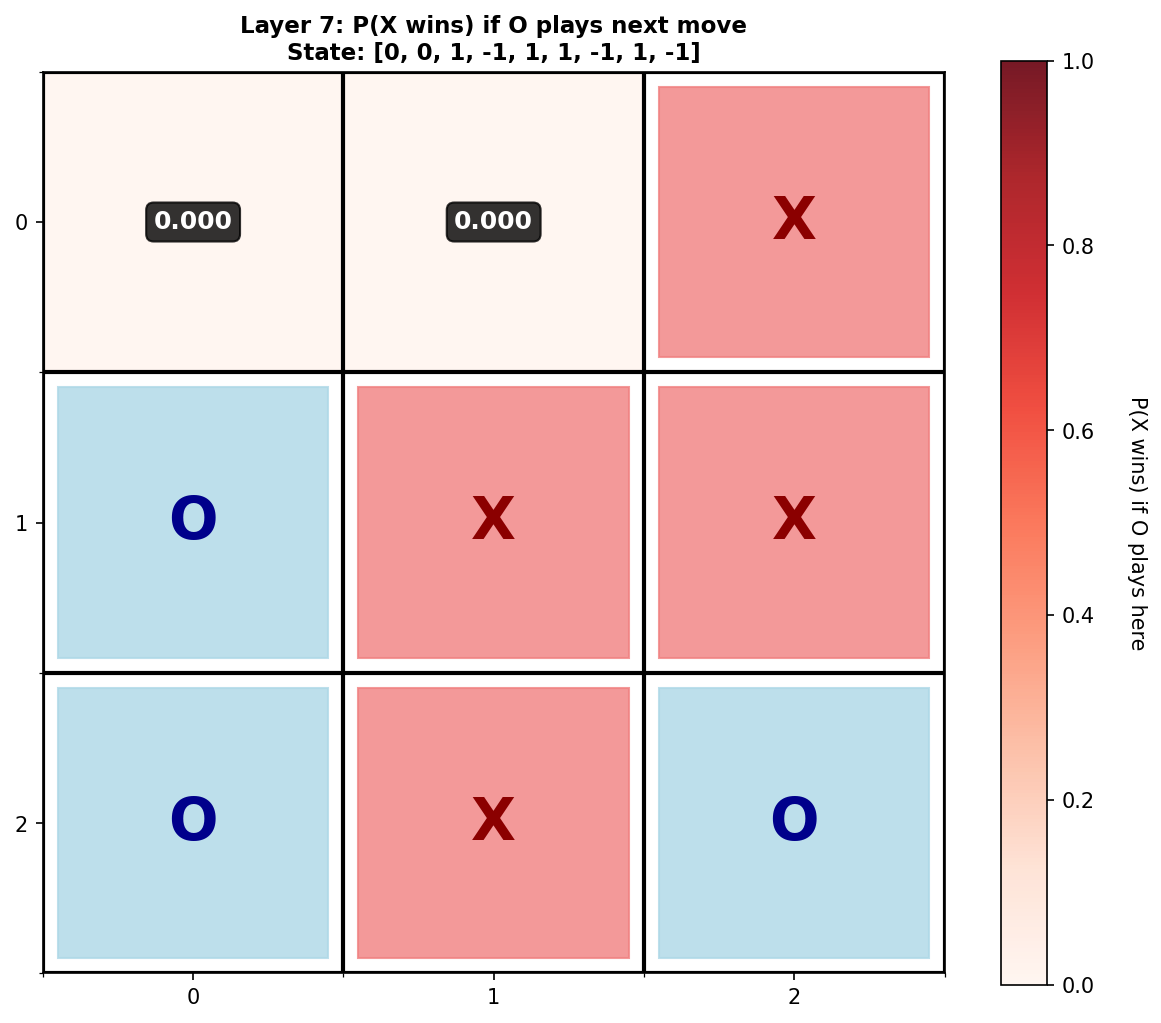 Layer 7: P(X wins) if O plays next move
State: [0, 0, 1, -1, 1, 1, -1, 1, -1]
0
0.000
0.000
X
1
O
X
X
2
O
X
O
0
1
2
1.0
0.8
0.6
0.4
0.2
0.0
P(X wins) if O plays here